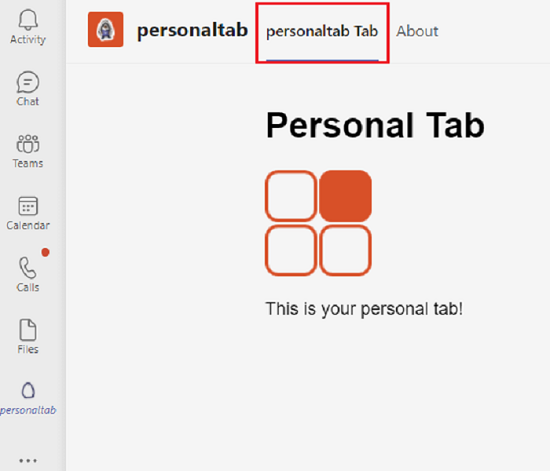 Activity
Chat
Teams
Calendar
Calls
Files
personaltab
personaltab personaltab Tab About
Personal Tab
This is your personal tab!